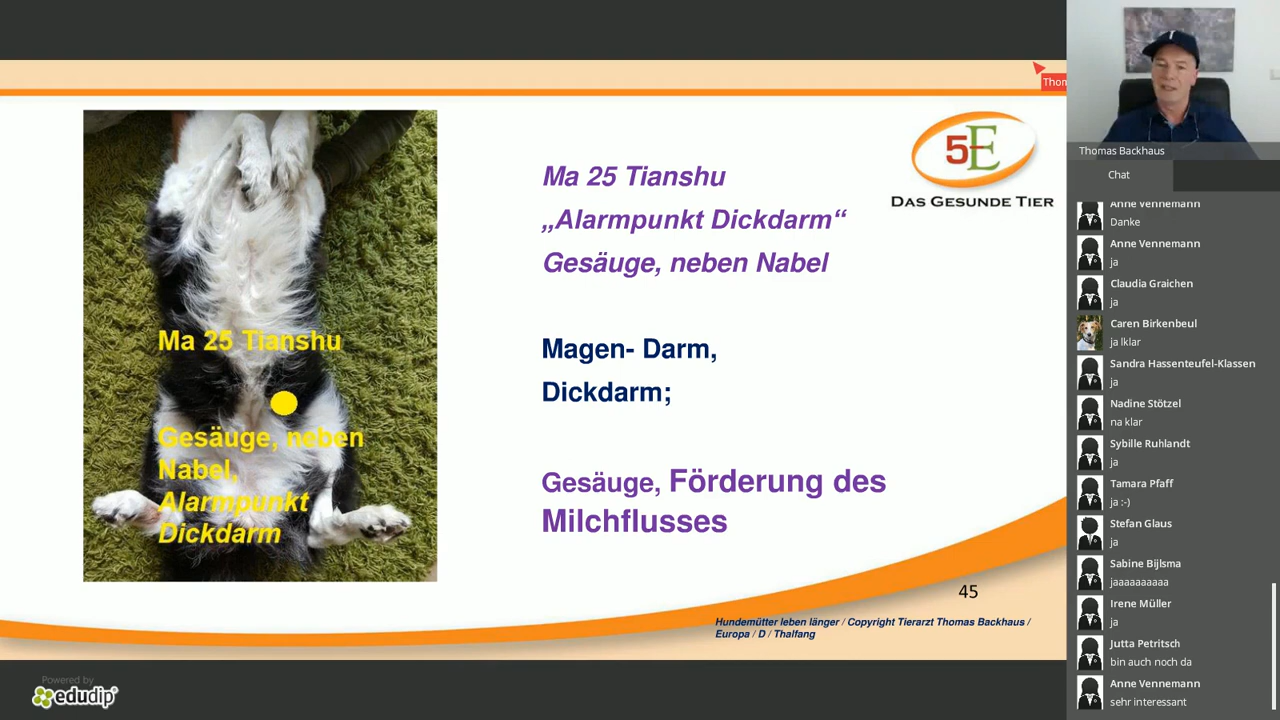 Ma 25 Tianshu
Gesäuge, neben
Nabel,
Alarmpunkt
Dickdarm
Ma 25 Tianshu
„Alarmpunkt Dickdarm“
Gesäuge, neben Nabel
Magen- Darm,
Dickdarm;
Gesäuge, Förderung des
Milchflusses
5E
DAS GESUNDE TIER
45
Hundemütter leben länger / Copyright Tierarzt Thomas Backhaus /
Europa / D / Thalfang
Powered by
edudip
Thom
Thomas Backhaus
Chat
Anne Vennemann
Danke
Anne Vennemann
ja
Claudia Graichen
ja
Caren Birkenbeul
ja lklar
Sandra Hassenteufel-Klassen
ja
Nadine Stötzel
na klar
Sybille Ruhlandt
ja
Tamara Pfaff
ja :-)
Stefan Glaus
ja
Sabine Bijlsma
jaaaaaaaaaa
Irene Müller
ja
Jutta Petritsch
bin auch noch da
Anne Vennemann
sehr interessant